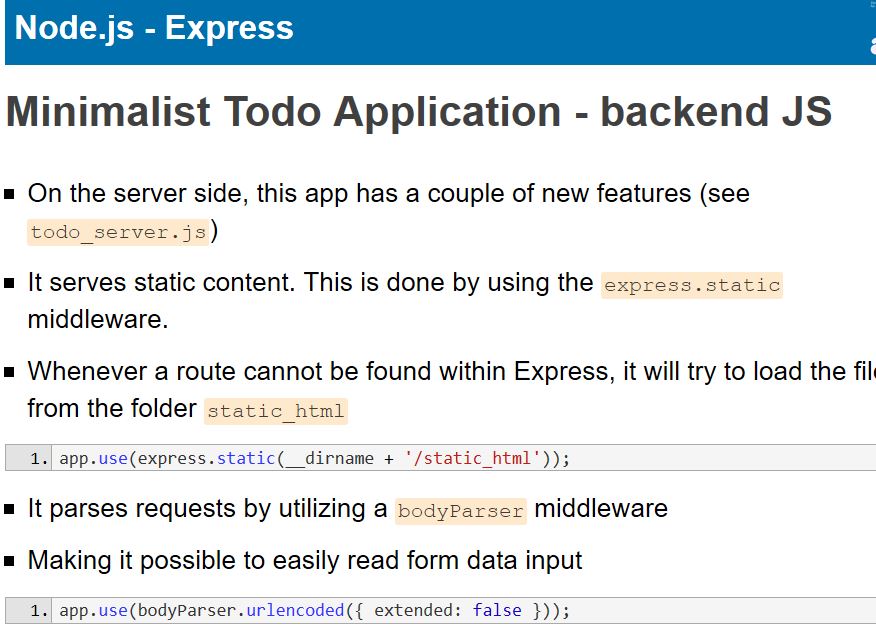 Node.js - Express
Minimalist Todo Application - backend JS
On the server side, this app has a couple of new features (see
todo_server.js)
It serves static content. This is done by using the express.static
middleware.
Whenever a route cannot be found within Express, it will try to load the
from the folder static_html
1. app.use(express.static(__dirname + '/static_html'));
It parses requests by utilizing a bodyParser middleware
Making it possible to easily read form data input
1. app.use(bodyParser.urlencoded({ extended: false }));